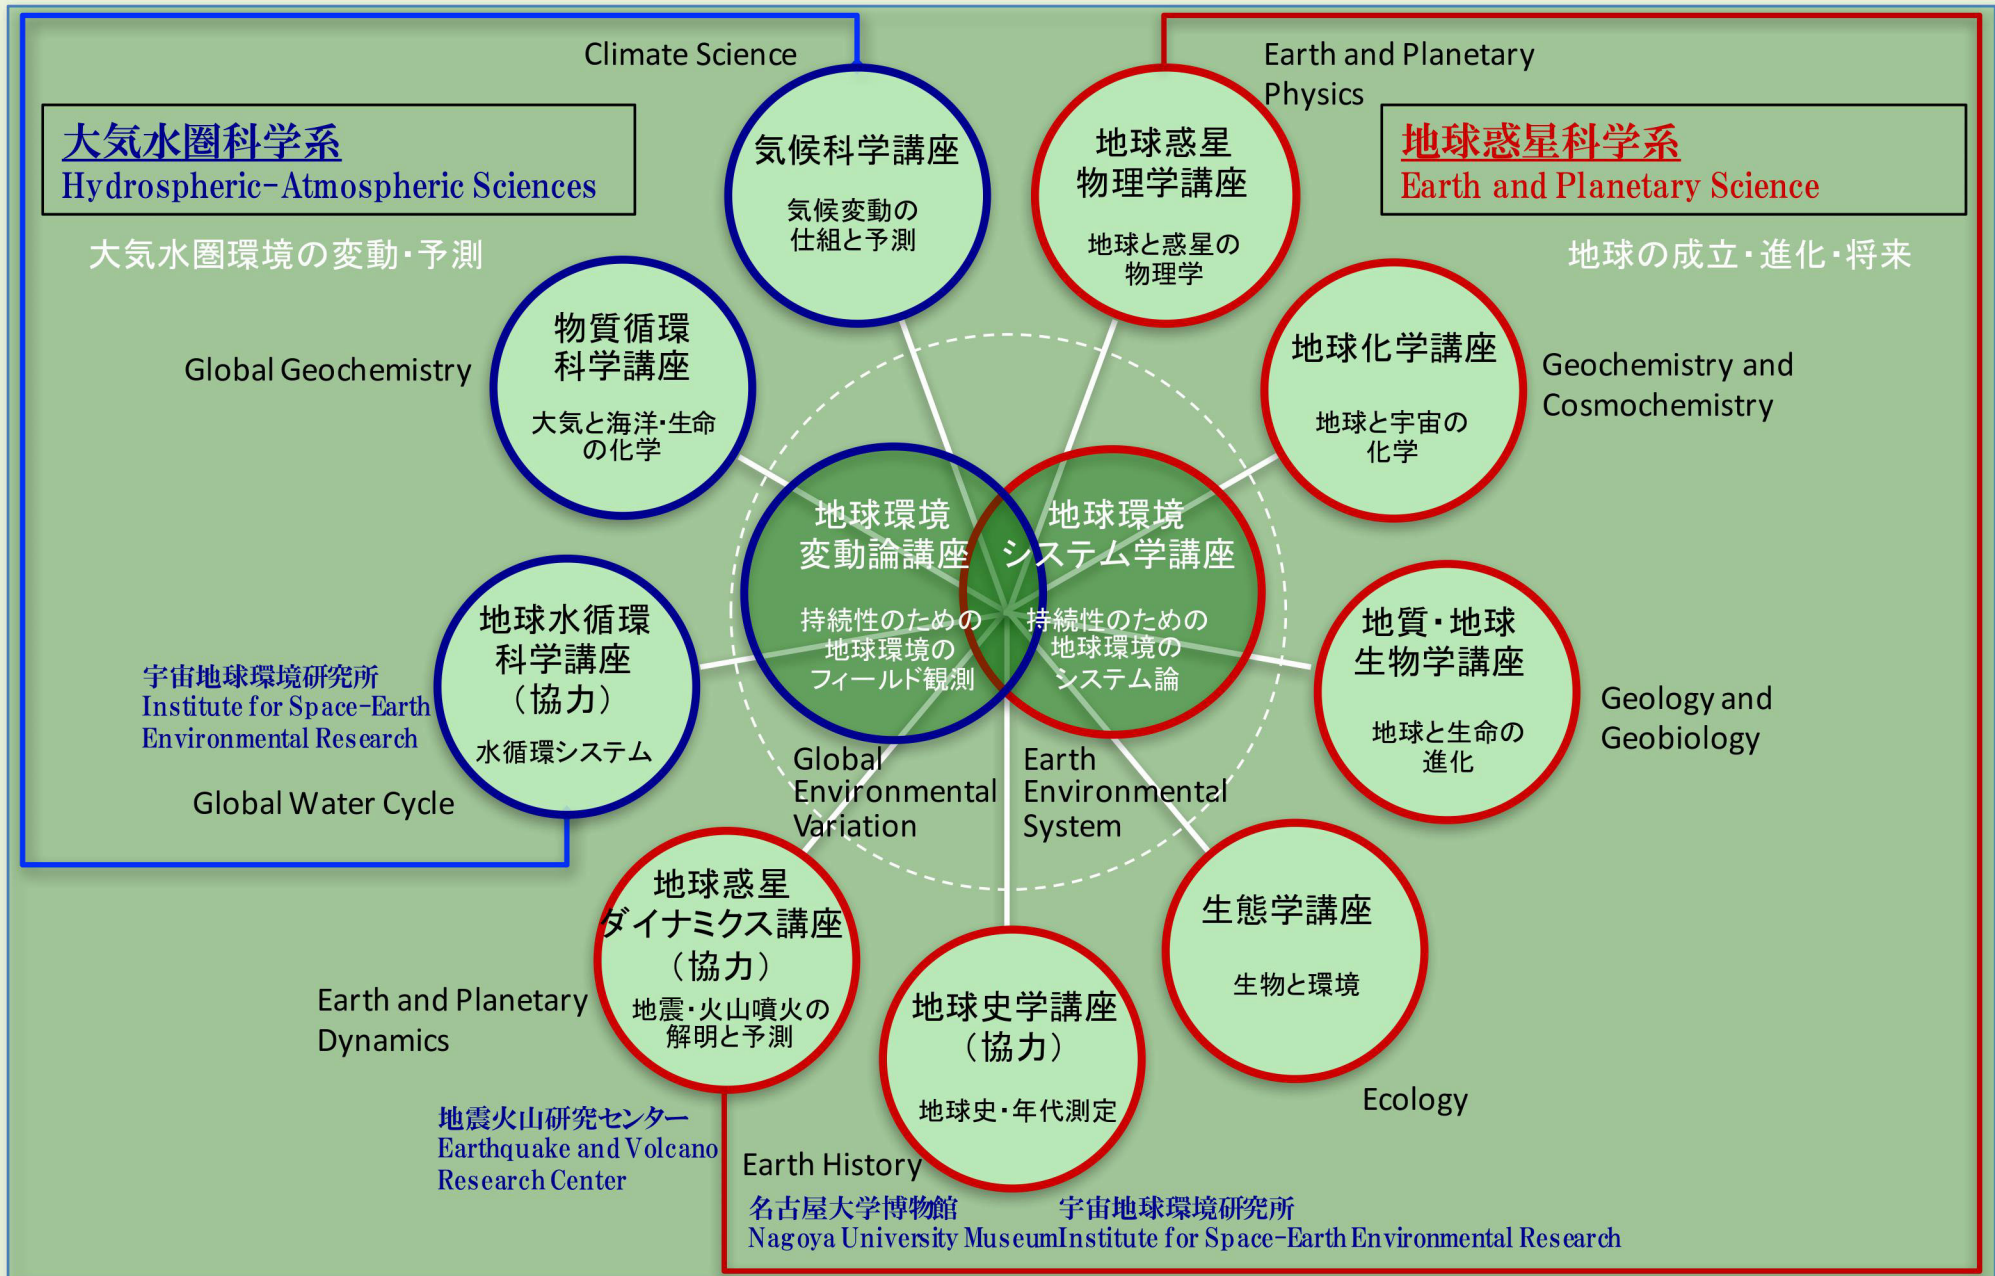 Climate Science
Earth and Planetary
Physics
大気水圏科学系
Hydrospheric-Atmospheric Sciences
大気水圏環境の変動・予測
地球惑星科学系
Earth and Planetary Science
地球の成立・進化・将来
気候科学講座
気候変動の
仕組と予測
地球惑星
物理学講座
地球と惑星の
物理学
Global Geochemistry
物質循環
科学講座
大気と海洋・生命
の化学
地球化学講座
地球と宇宙の
化学
Geochemistry and
Cosmochemistry
地球環境
変動論講座
持続性のための
地球環境の
フィールド観測
地球環境
システム学講座
持続性のための
地球環境の
システム論
宇宙地球環境研究所
Institute for Space-Earth
Environmental Research
Global Water Cycle
地球水循環
科学講座
（協力）
水循環システム
地質・地球
生物学講座
地球と生命の
進化
Geology and
Geobiology
Global
Environmental
Variation
Earth
Environmental
System
地球惑星
ダイナミクス講座
（協力）
地震・火山噴火の
解明と予測
Earth and Planetary
Dynamics
地震火山研究センター
Earthquake and Volcano
Research Center
地球史学講座
（協力）
地球史・年代測定
Earth History
名古屋大学博物館
Nagoya University Museum
宇宙地球環境研究所
Institute for Space-Earth Environmental Research
生態学講座
生物と環境
Ecology